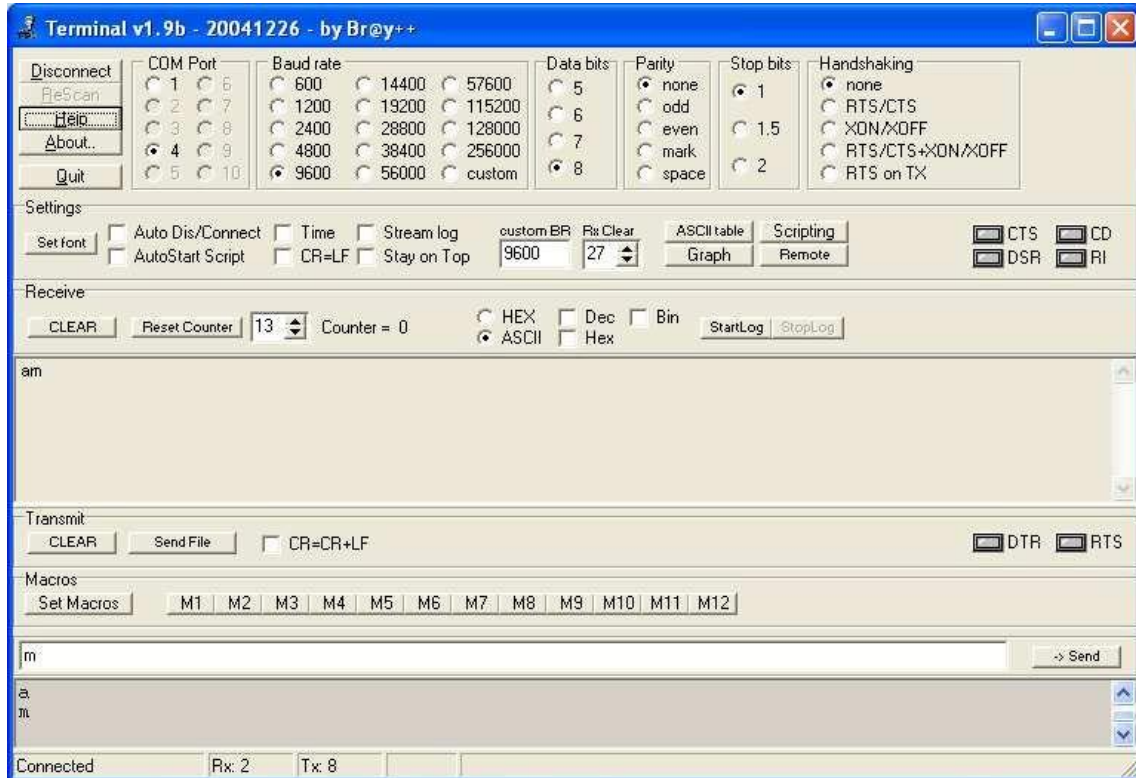 Terminal v1.9b - 20041226 - by Br@y++
Disconnect
ReScan
Help
About..
Quit
COM Port
1 6
2 7
3 8
4 9
5 10
Baud rate
600 14400 57600
1200 19200 115200
2400 28800 128000
4800 38400 256000
9600 56000 custom
Data bits
5
6
7
8
Parity
none
odd
even
mark
space
Stop bits
1
1.5
2
Handshaking
none
RTS/CTS
XON/XOFF
RTS/CTS+XON/XOFF
RTS on TX
Settings
Set font
Auto Dis/Connect Time Stream log
AutoStart Script CR=LF Stay on Top
custom BR Rx Clear
9600 27
ASCII table Scripting
Graph Remote
CTS CD
DSR RI
Receive
CLEAR Reset Counter 13 Counter = 0
HEX Dec Bin
ASCII Hex
StartLog StopLog
am
Transmit
CLEAR Send File CR=CR+LF
DTR RTS
Macros
Set Macros M1 M2 M3 M4 M5 M6 M7 M8 M9 M10 M11 M12
m
-> Send
a
m
Connected Rx: 2 Tx: 8